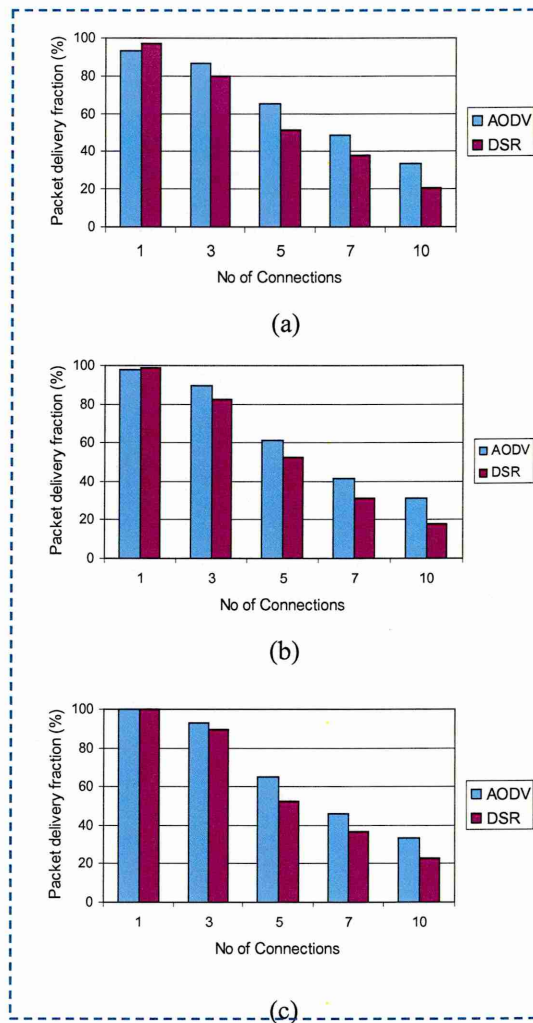 Packet delivery fraction (%)
100
80
60
40
20
0
1 3 5 7 10
No of Connections
AODV
DSR
(a)
Packet delivery fraction (%)
100
80
60
40
20
0
1 3 5 7 10
No of Connections
AODV
DSR
(b)
Packet delivery fraction (%)
100
80
60
40
20
0
1 3 5 7 10
No of Connections
AODV
DSR
(c)